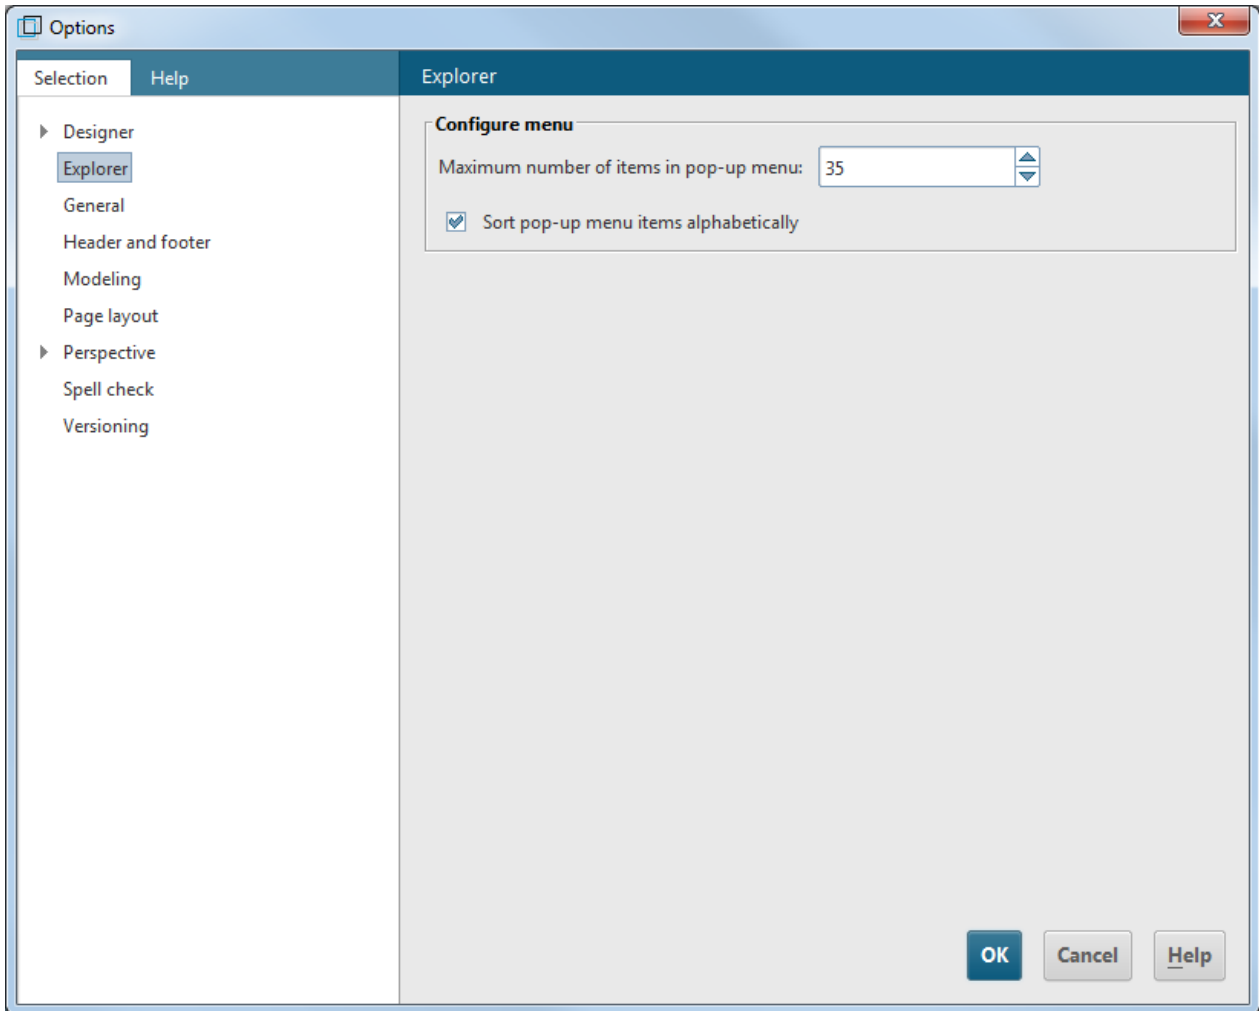 Options
Selection Help
Designer
Explorer
General
Header and footer
Modeling
Page layout
Perspective
Spell check
Versioning
Explorer
Configure menu
Maximum number of items in pop-up menu: 35
Sort pop-up menu items alphabetically
OK Cancel Help